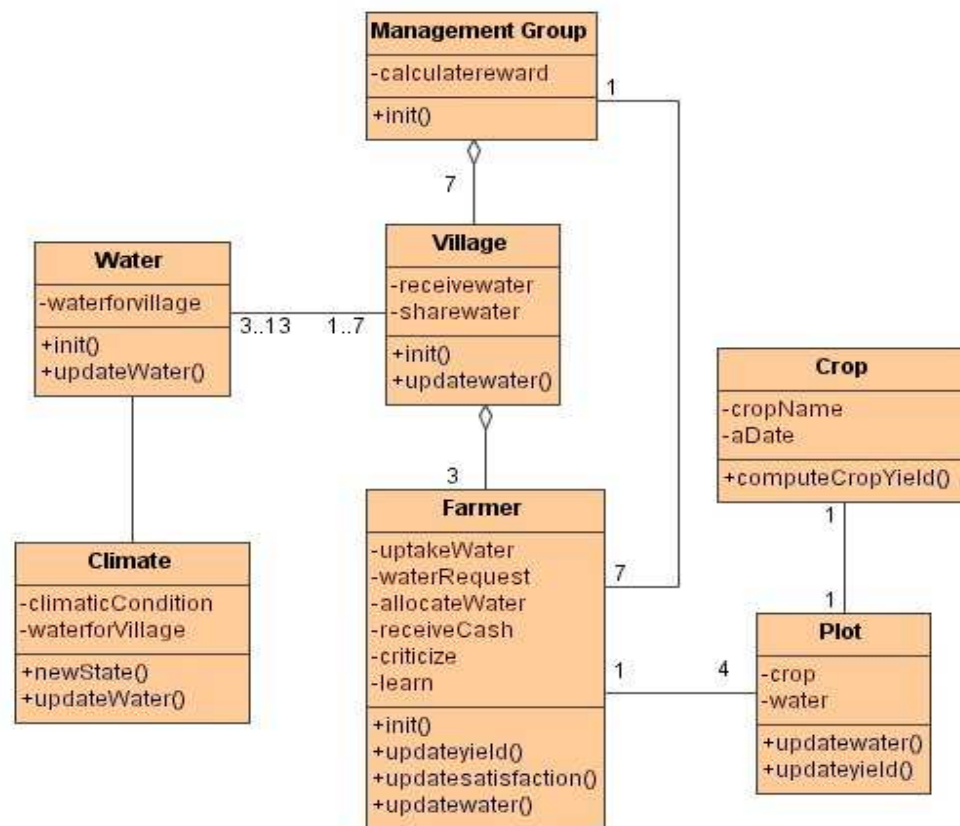 Management Group
-calculatereward
+init()
1
7
Village
-receivewater
-sharewater
+init()
+updatewater()
Water
-waterforvillage
+init()
+updateWater()
3..13
1..7
Crop
-cropName
-aDate
+computeCropYield()
1
1
3
Farmer
-uptakeWater
-waterRequest
-allocateWater
-receiveCash
-criticize
-learn
+init()
+updateyield()
+updatesatisfaction()
+updatewater()
7
1
4
Climate
-climaticCondition
-waterforVillage
+newState()
+updateWater()
Plot
-crop
-water
+updatewater()
+updateyield()